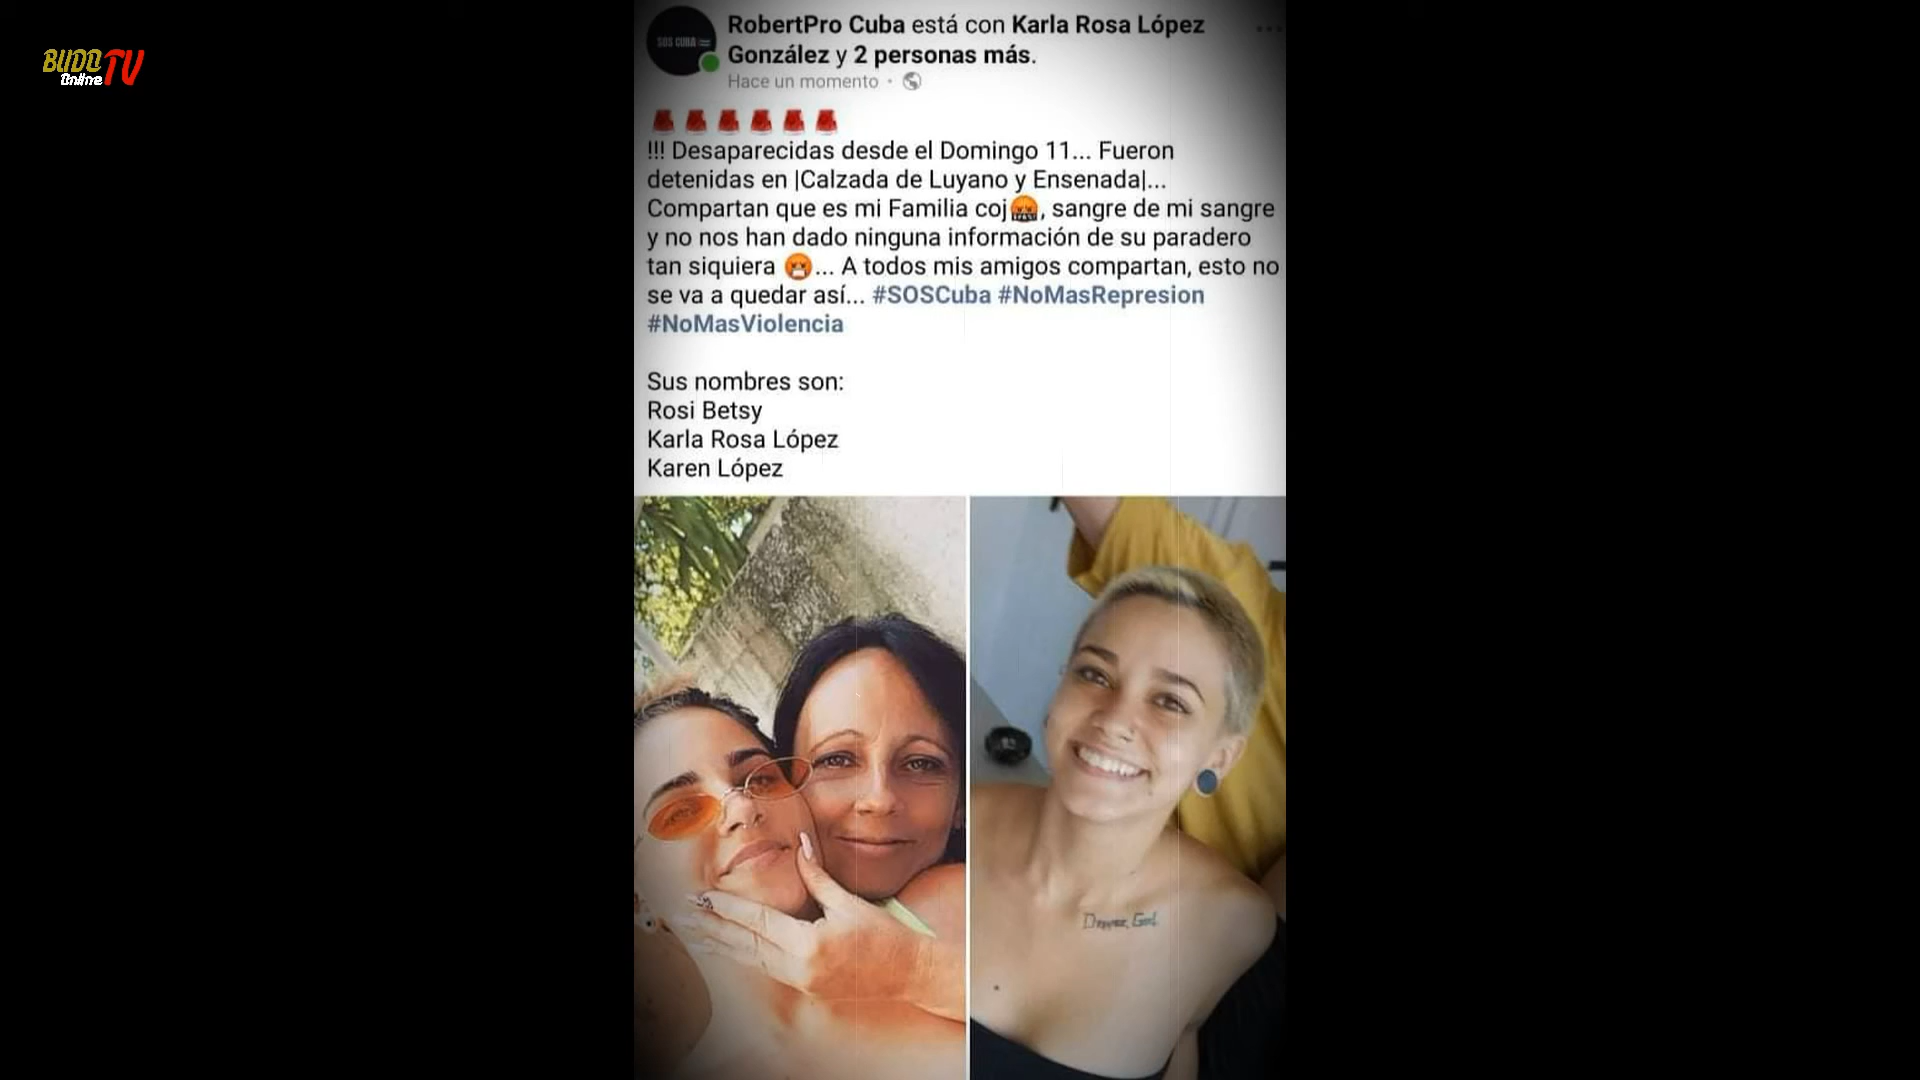 BUDO
Online TV
SOS CUBA
RobertPro Cuba está con Karla Rosa López
González y 2 personas más.
Hace un momento
!!! Desaparecidas desde el Domingo 11... Fueron
detenidas en |Calzada de Luyano y Ensenada|...
Compartan que es mi Familia coj🤬, sangre de mi sangre
y no nos han dado ninguna información de su paradero
tan siquiera 😡... A todos mis amigos compartan, esto no
se va a quedar así... #SOSCuba #NoMasRepresion
#NoMasViolencia
Sus nombres son:
Rosi Betsy
Karla Rosa López
Karen López